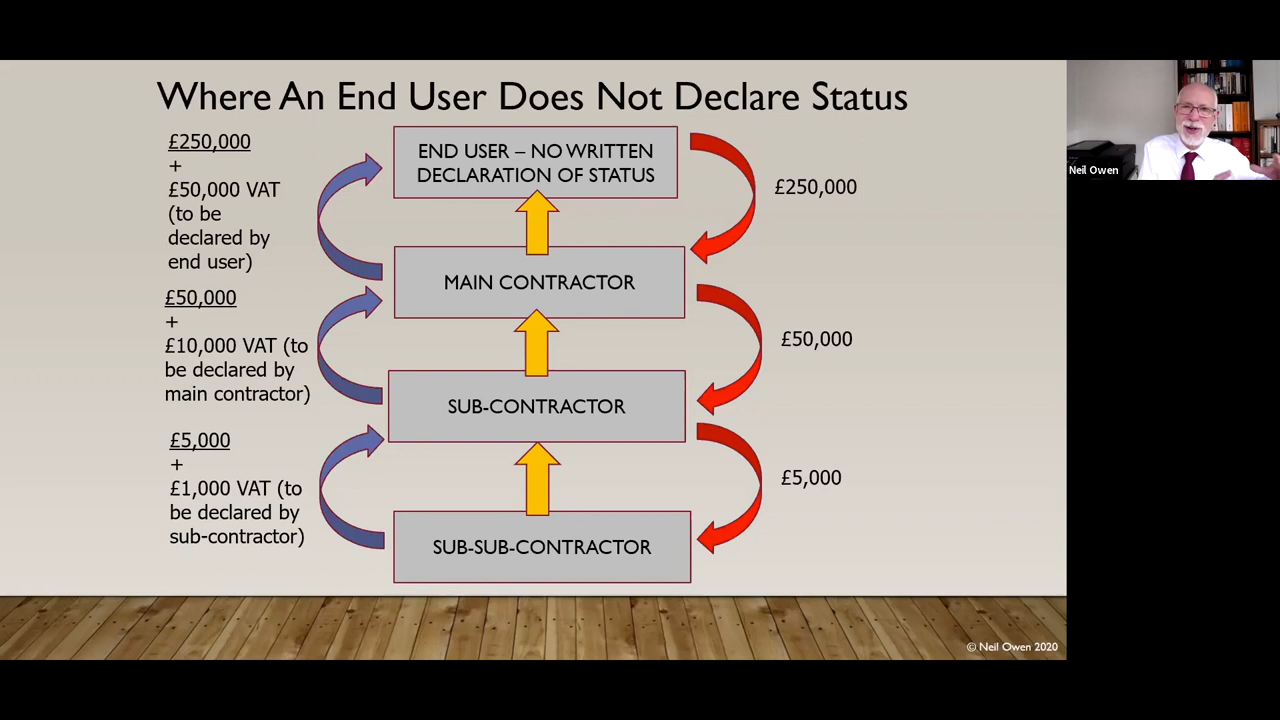 Where An End User Does Not Declare Status
£250,000
+
£50,000 VAT
(to be
declared by
end user)
£50,000
+
£10,000 VAT (to
be declared by
main contractor)
£5,000
+
£1,000 VAT (to
be declared by
sub-contractor)
END USER – NO WRITTEN
DECLARATION OF STATUS
MAIN CONTRACTOR
SUB-CONTRACTOR
SUB-SUB-CONTRACTOR
£250,000
£50,000
£5,000
© Neil Owen 2020
Neil Owen